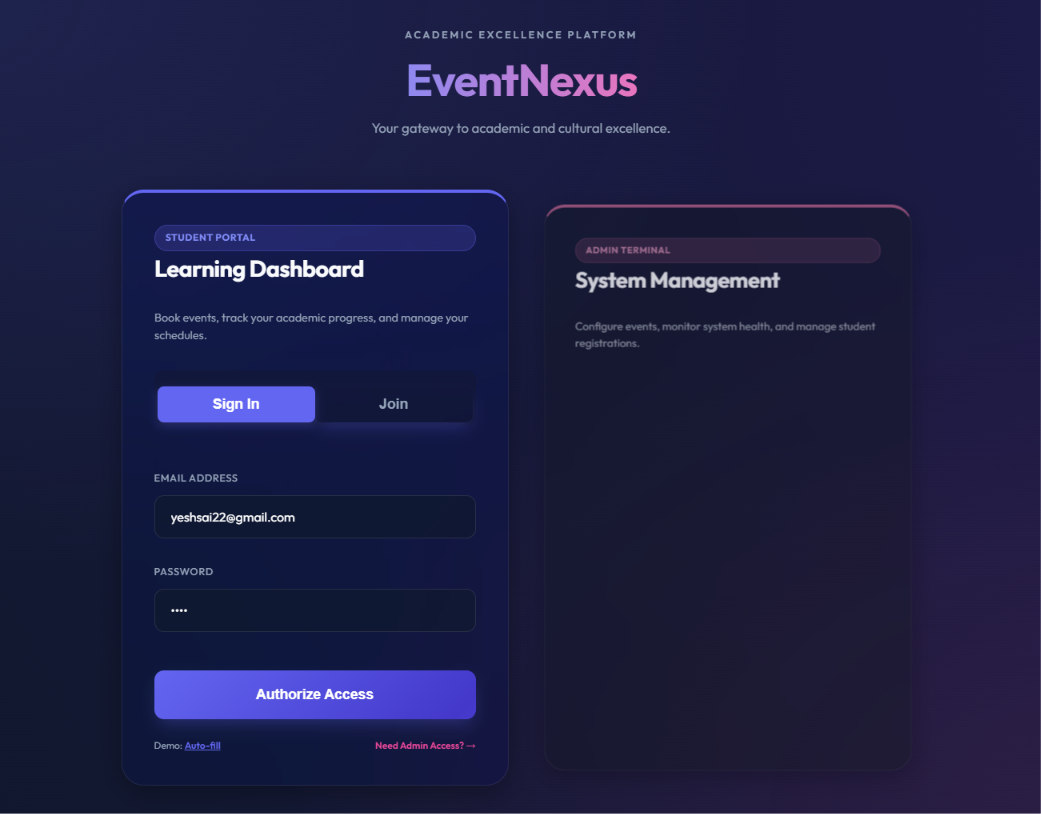 ACADEMIC EXCELLENCE PLATFORM
EventNexus
Your gateway to academic and cultural excellence.
STUDENT PORTAL
Learning Dashboard
Book events, track your academic progress, and manage your
schedules.
Sign In
Join
EMAIL ADDRESS
yeshsai22@gmail.com
PASSWORD
••••
Authorize Access
Demo: Auto-fill
Need Admin Access? →
ADMIN TERMINAL
System Management
Configure events, monitor system health, and manage student
registrations.